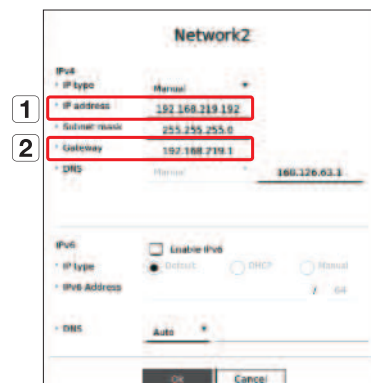 Network2
IPv4
IP type Manual
1 IP address 192.168.219.192
Subnet mask 255.255.255.0
2 Gateway 192.168.219.1
DNS Manual 168.126.63.1
IPv6 Enable IPv6
IP type Default DHCP Manual
IPv6 Address / 64
DNS Auto
OK Cancel